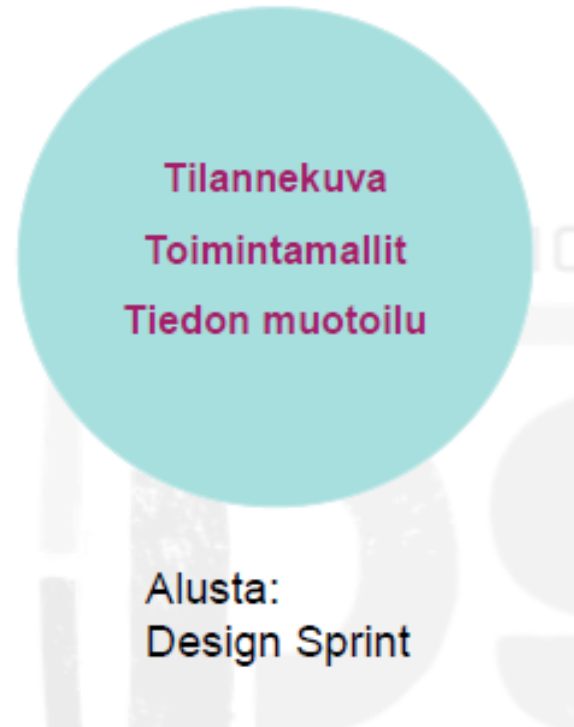 Tilannekuva
Toimintamallit
Tiedon muotoilu
Alusta:
Design Sprint